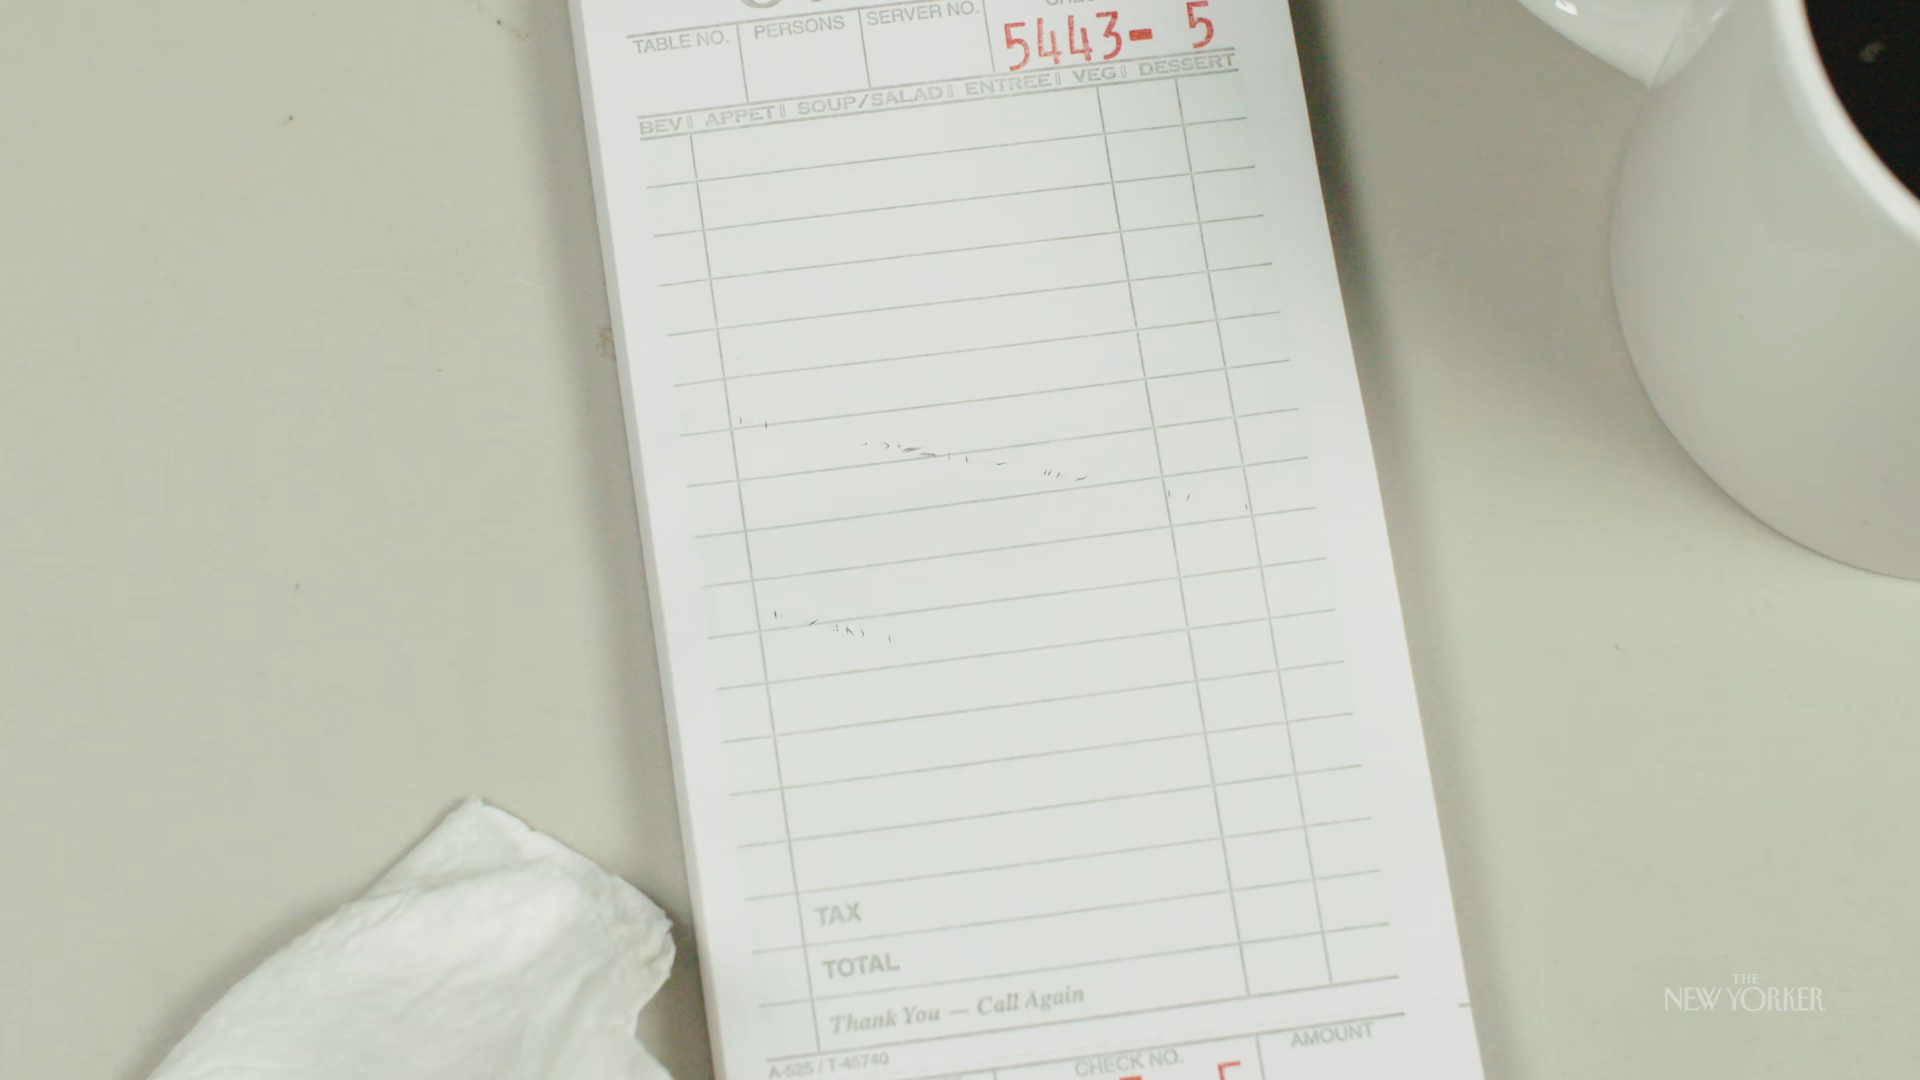 TABLE NO. PERSONS SERVER NO. 5443- 5
BEV APPET SOUP/SALAD ENTREE VEG DESSERT
TAX
TOTAL
Thank You — Call Again
A-525 / T-45740 CHECK NO. AMOUNT
THE
NEW YORKER